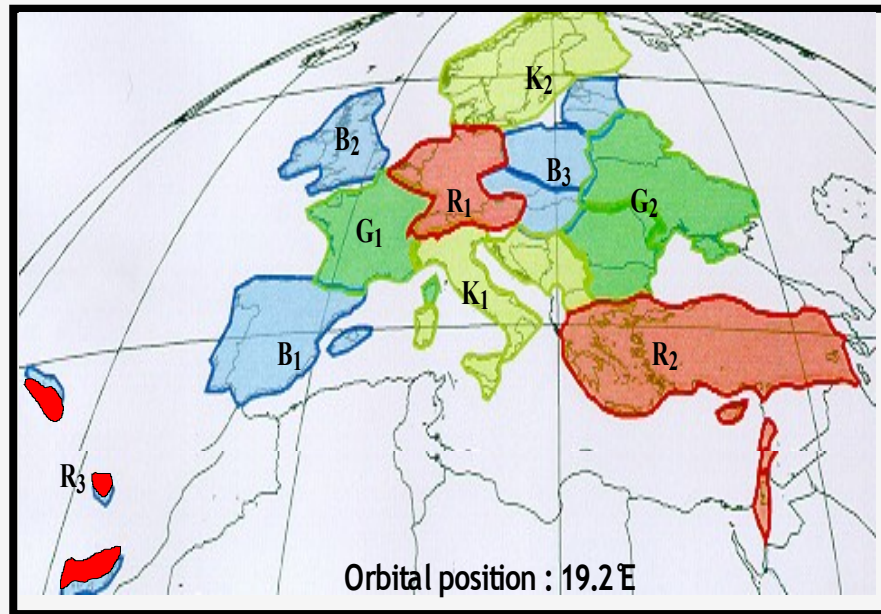 K₂
B₂
B₃
R₁
G₂
G₁
K₁
B₁
R₂
R₃
Orbital position : 19.2°E